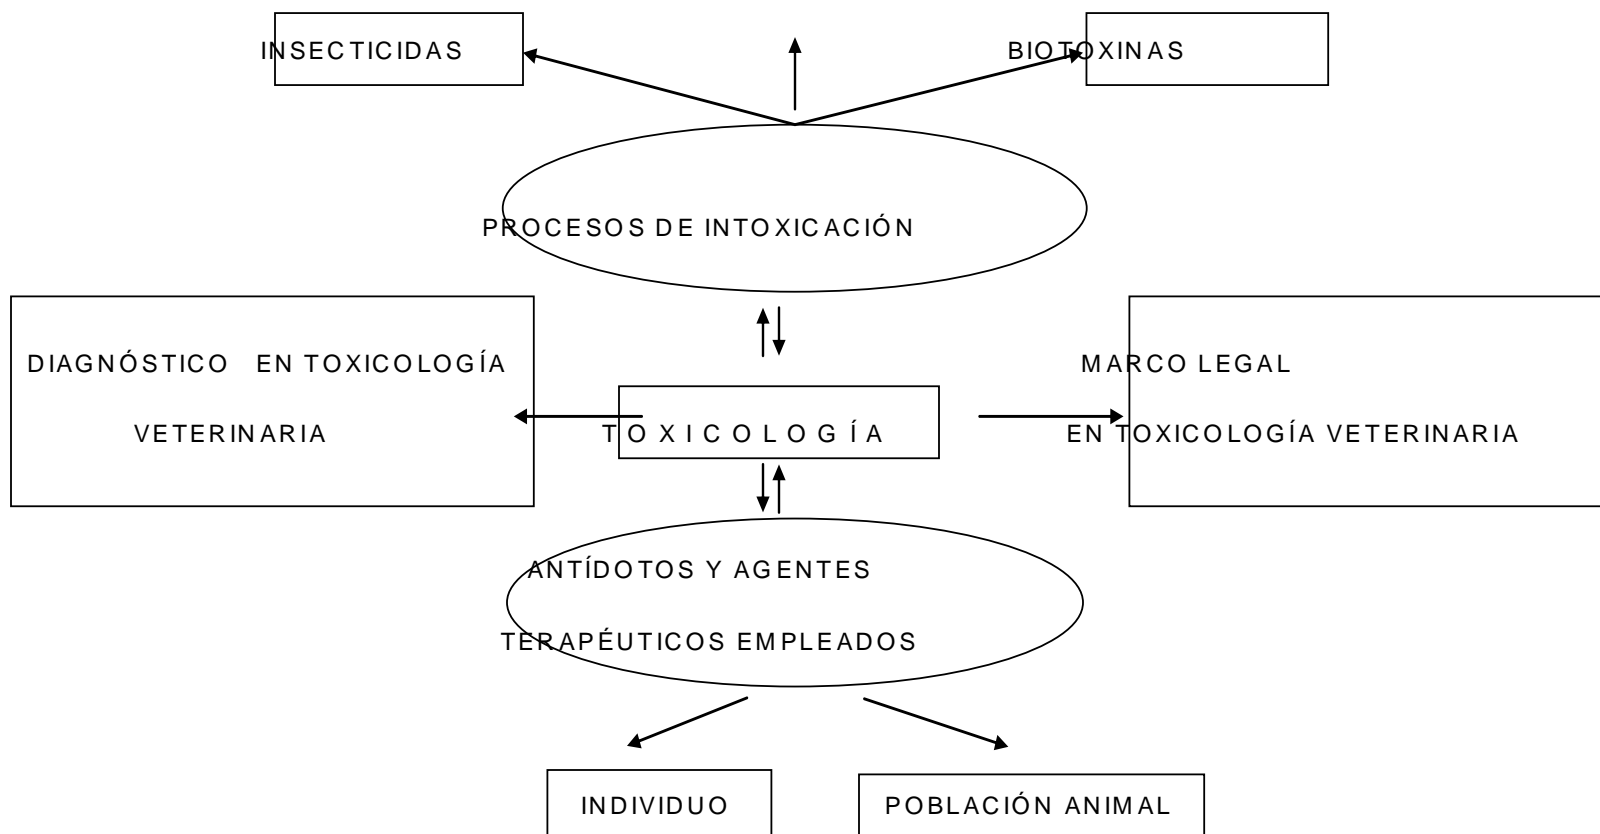 INSECTICIDAS
BIOTOXINAS
PROCESOS DE INTOXICACIÓN
DIAGNÓSTICO EN TOXICOLOGÍA
VETERINARIA
TOXICOLOGÍA
MARCO LEGAL
EN TOXICOLOGÍA VETERINARIA
ANTÍDOTOS Y AGENTES
TERAPÉUTICOS EMPLEADOS
INDIVIDUO
POBLACIÓN ANIMAL